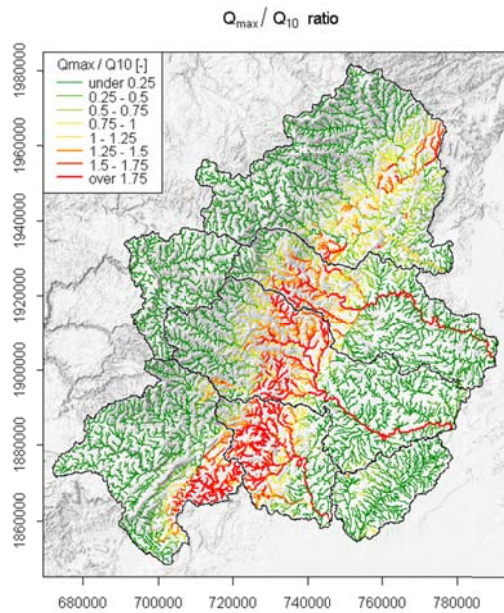 Qmax / Q10 ratio
Qmax / Q10 [-]
under 0.25
0.25 - 0.5
0.5 - 0.75
0.75 - 1
1 - 1.25
1.25 - 1.5
1.5 - 1.75
over 1.75
1980000
1960000
1940000
1920000
1900000
1880000
1860000
680000 700000 720000 740000 760000 780000